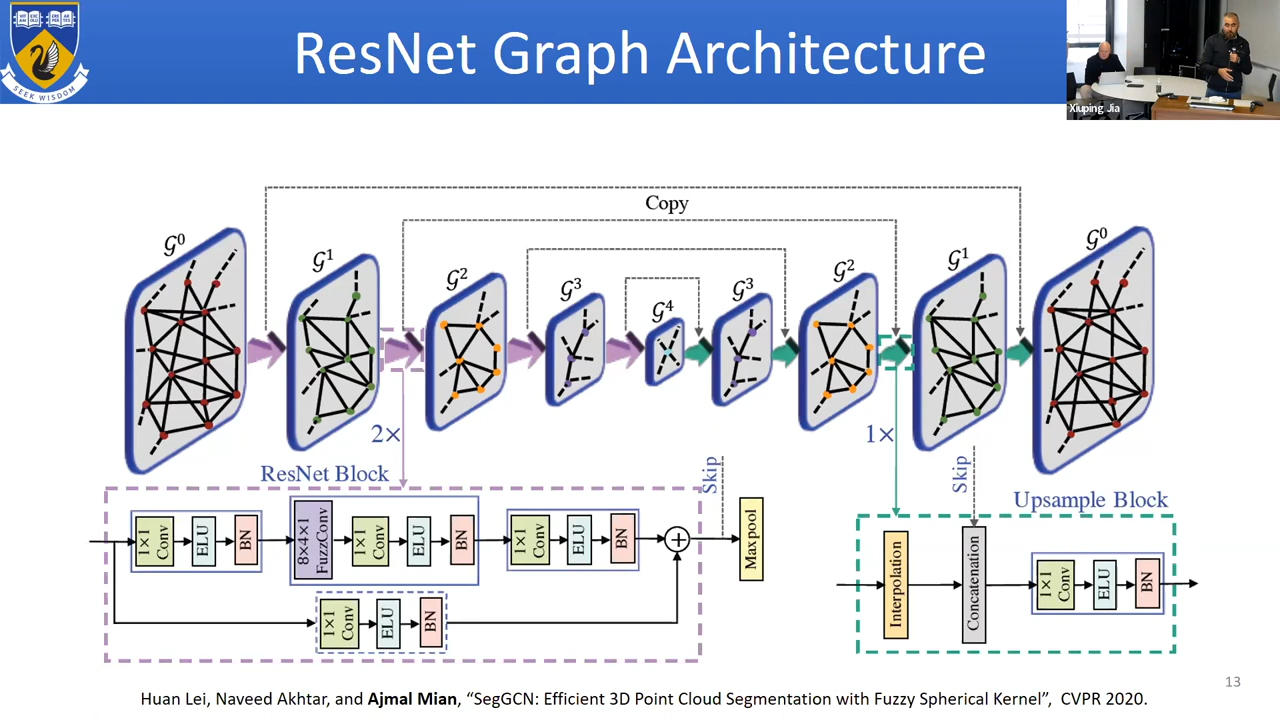 ResNet Graph Architecture
SEEK WISDOM
Xiuping Jia
Copy
𝒢⁰
𝒢¹
𝒢²
𝒢³
𝒢⁴
𝒢³
𝒢²
𝒢¹
𝒢⁰
2×
1×
ResNet Block
Skip
Skip
Upsample Block
1×1 Conv
ELU
BN
8×4×1 FuzzConv
1×1 Conv
ELU
BN
1×1 Conv
ELU
BN
+
Maxpool
1×1 Conv
ELU
BN
Interpolation
Concatenation
1×1 Conv
ELU
BN
13
Huan Lei, Naveed Akhtar, and Ajmal Mian, “SegGCN: Efficient 3D Point Cloud Segmentation with Fuzzy Spherical Kernel”, CVPR 2020.